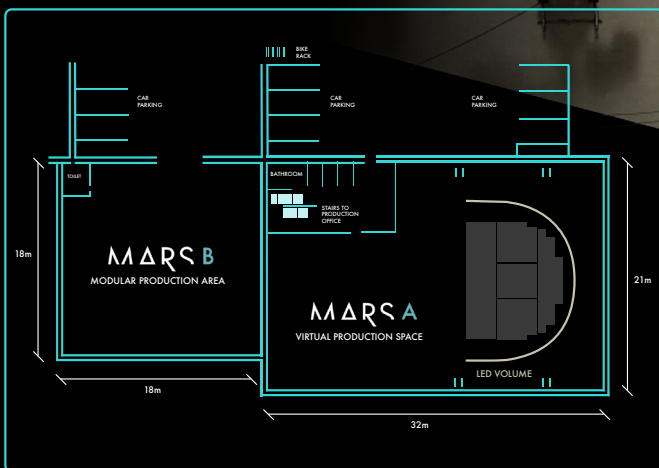 BIKE
RACK
CAR
PARKING
CAR
PARKING
CAR
PARKING
TOILET
BATHROOM
STAIRS TO
PRODUCTION
OFFICE
18m
MARS B
MODULAR PRODUCTION AREA
21m
MARS A
VIRTUAL PRODUCTION SPACE
LED VOLUME
18m
32m